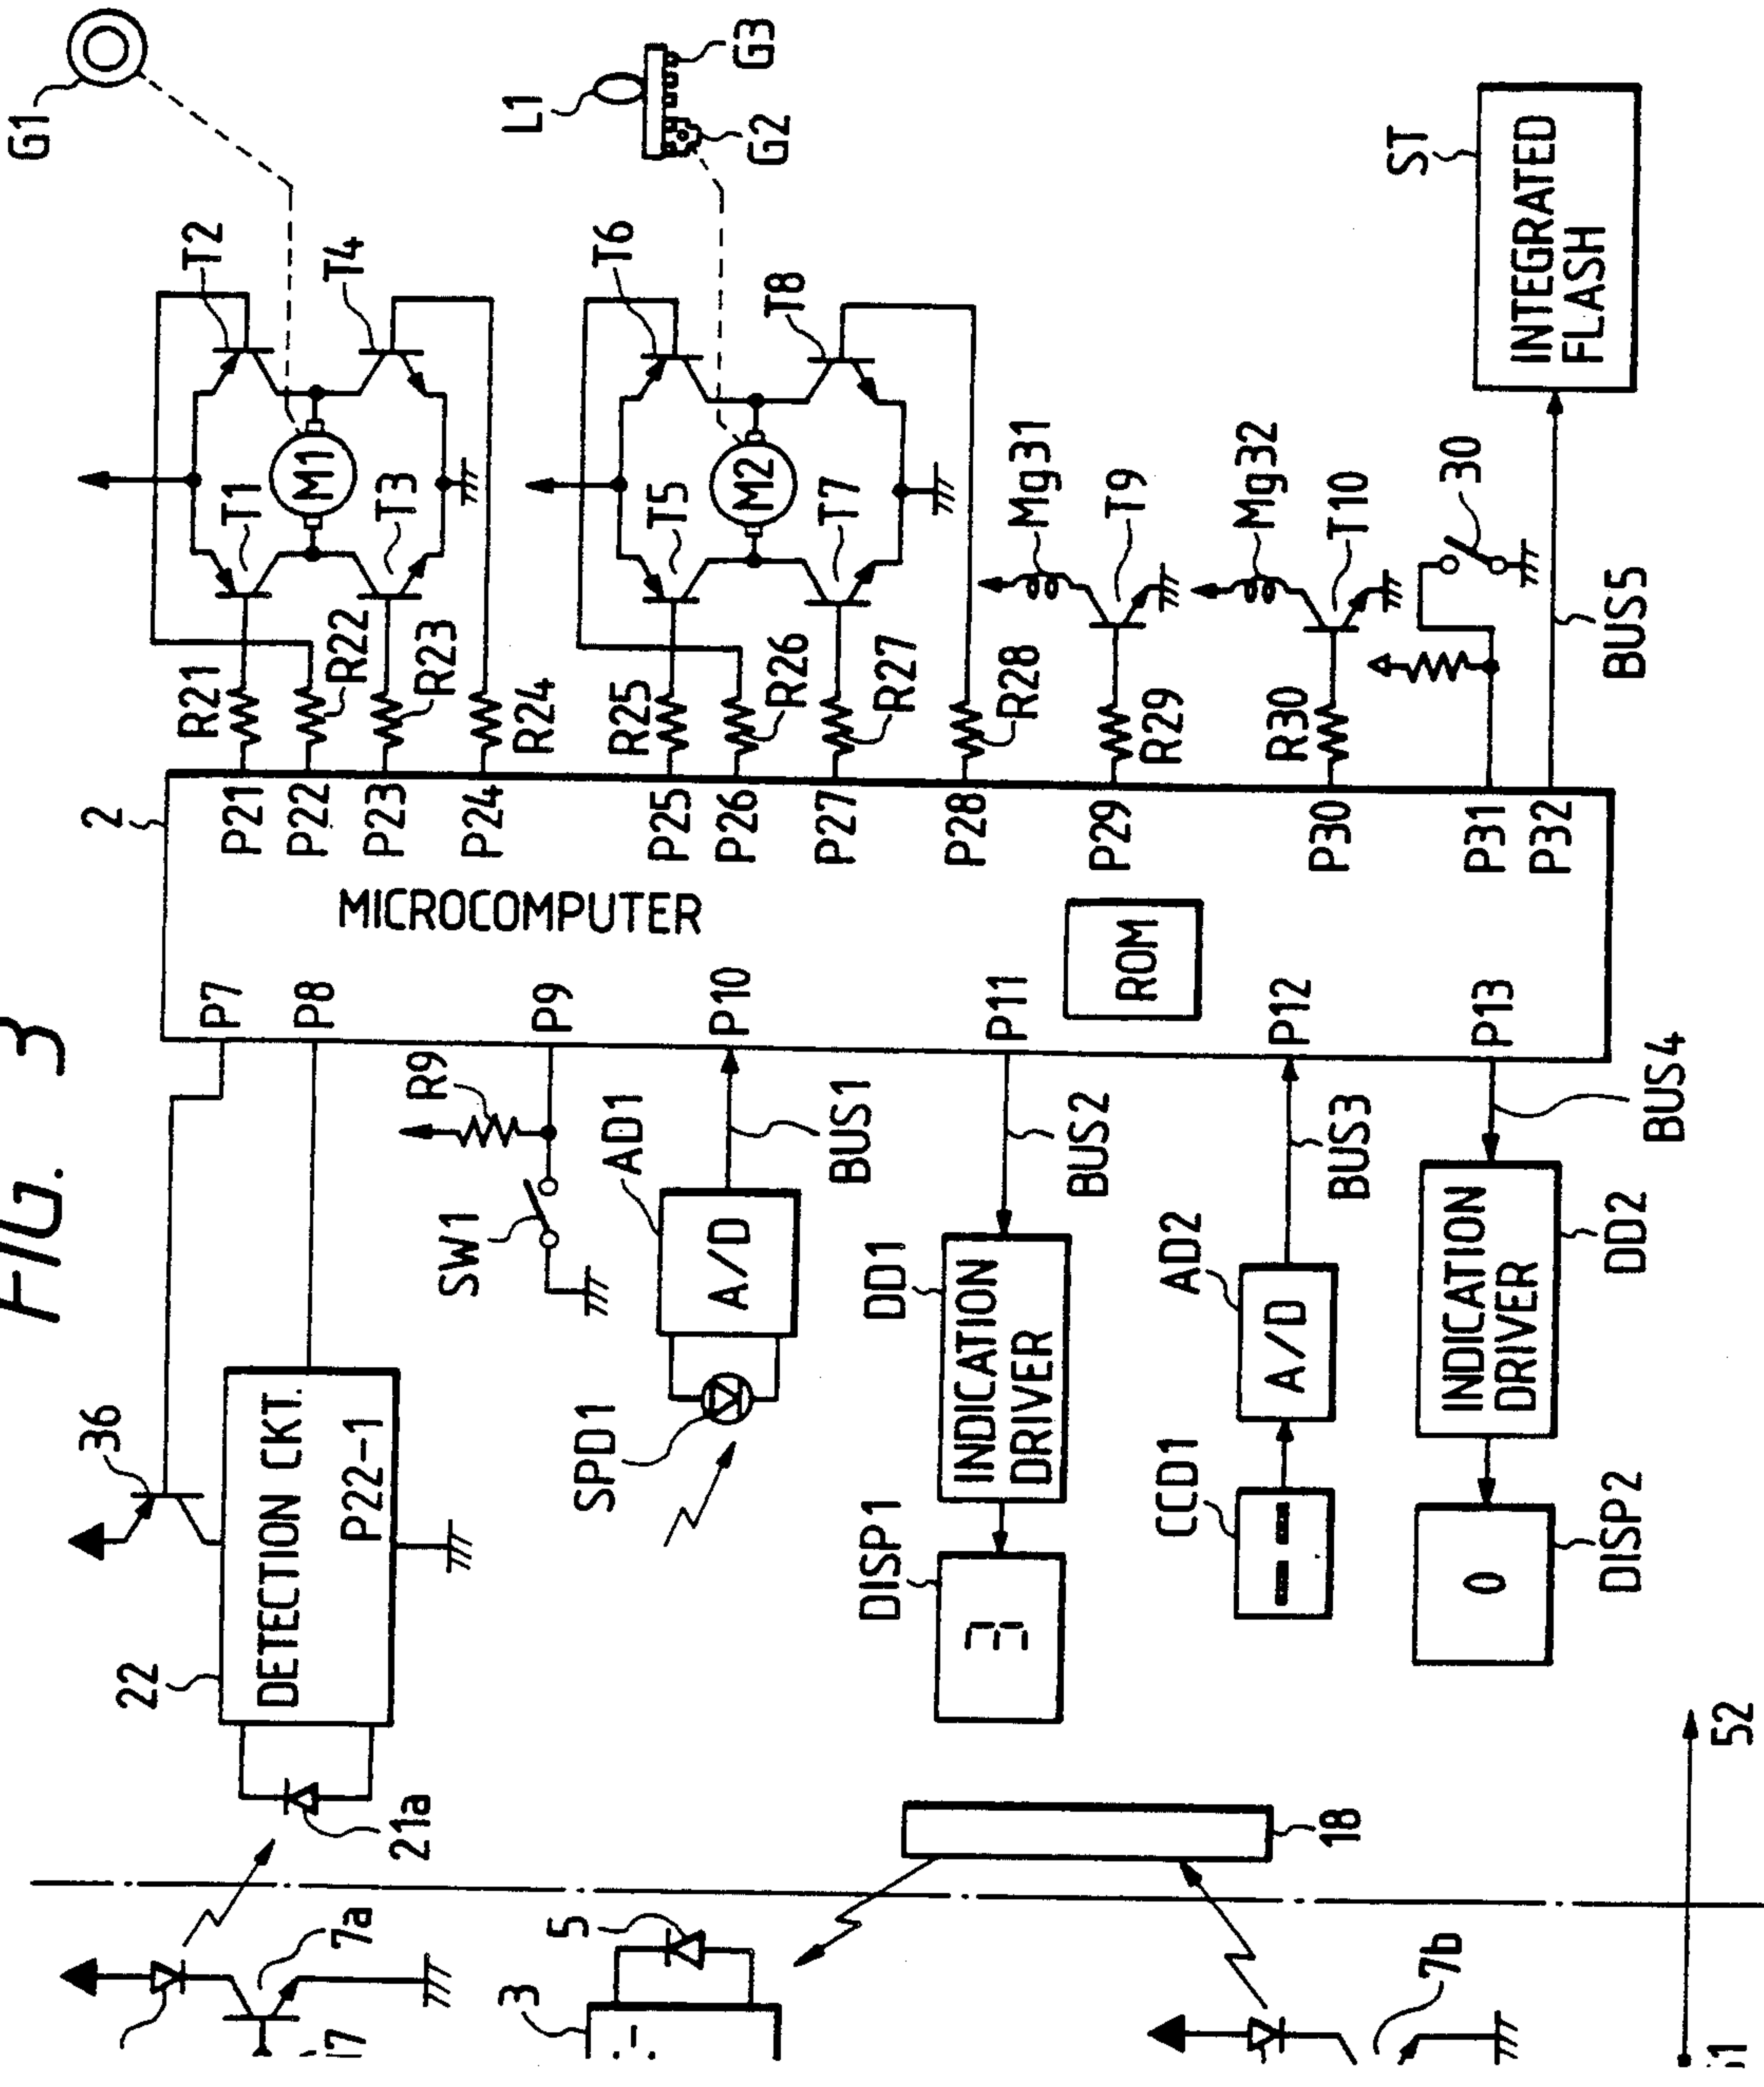 FIG. 3
2
MICROCOMPUTER
ROM
P7
P8
P9
P10
P11
P12
P13
P21
P22
P23
P24
P25
P26
P27
P28
P29
P30
P31
P32
36
22
DETECTION CKT.
P22-1
21a
R9
SW1
AD1
A/D
SPD1
BUS1
DD1
INDICATION
DRIVER
DISP1
BUS2
AD2
A/D
CCD1
BUS3
INDICATION
DRIVER
DD2
DISP2
0
BUS4
R21
R22
R23
R24
R25
R26
R27
R28
R29
R30
T1
T2
T3
T4
M1
G1
T5
T6
T7
T8
M2
L1
G2
G3
Mg31
T9
Mg32
T10
30
BUS5
ST
INTEGRATED
FLASH
7a
3
5
18
7b
52